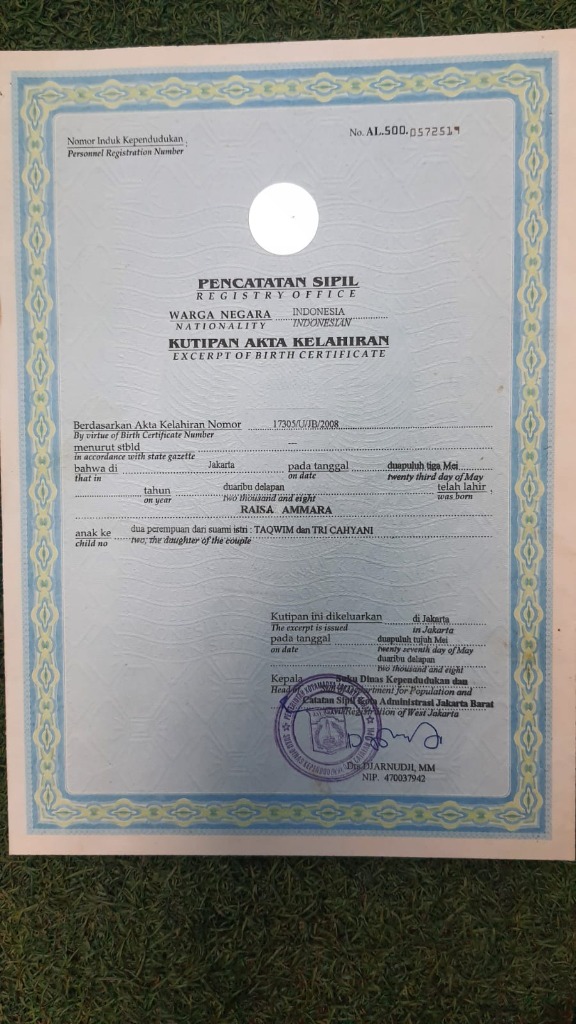 No. AL.500.0572519
Nomor Induk Kependudukan :
Personnel Registration Number
PENCATATAN SIPIL
REGISTRY OFFICE
WARGA NEGARA INDONESIA
NATIONALITY INDONESIAN
KUTIPAN AKTA KELAHIRAN
EXCERPT OF BIRTH CERTIFICATE
Berdasarkan Akta Kelahiran Nomor 17305/U/JB/2008
By virtue of Birth Certificate Number
menurut stbld ---
in accordance with state gazette
bahwa di Jakarta pada tanggal duapuluh tiga Mei
that in on date twenty third day of May
tahun duaribu delapan telah lahir ,
on year two thousand and eight was born
RAISA AMMARA
anak ke dua perempuan dari suami istri : TAQWIM dan TRI CAHYANI
child no two, the daughter of the couple
Kutipan ini dikeluarkan di Jakarta
The excerpt is issued in Jakarta
pada tanggal duapuluh tujuh Mei
on date twenty seventh day of May
duaribu delapan
two thousand and eight
Kepala Suku Dinas Kependudukan dan
Head for Population and
Catatan Sipil Kota Administrasi Jakarta Barat
of West Jakarta
DJARNUDJI, MM
NIP. 470037942